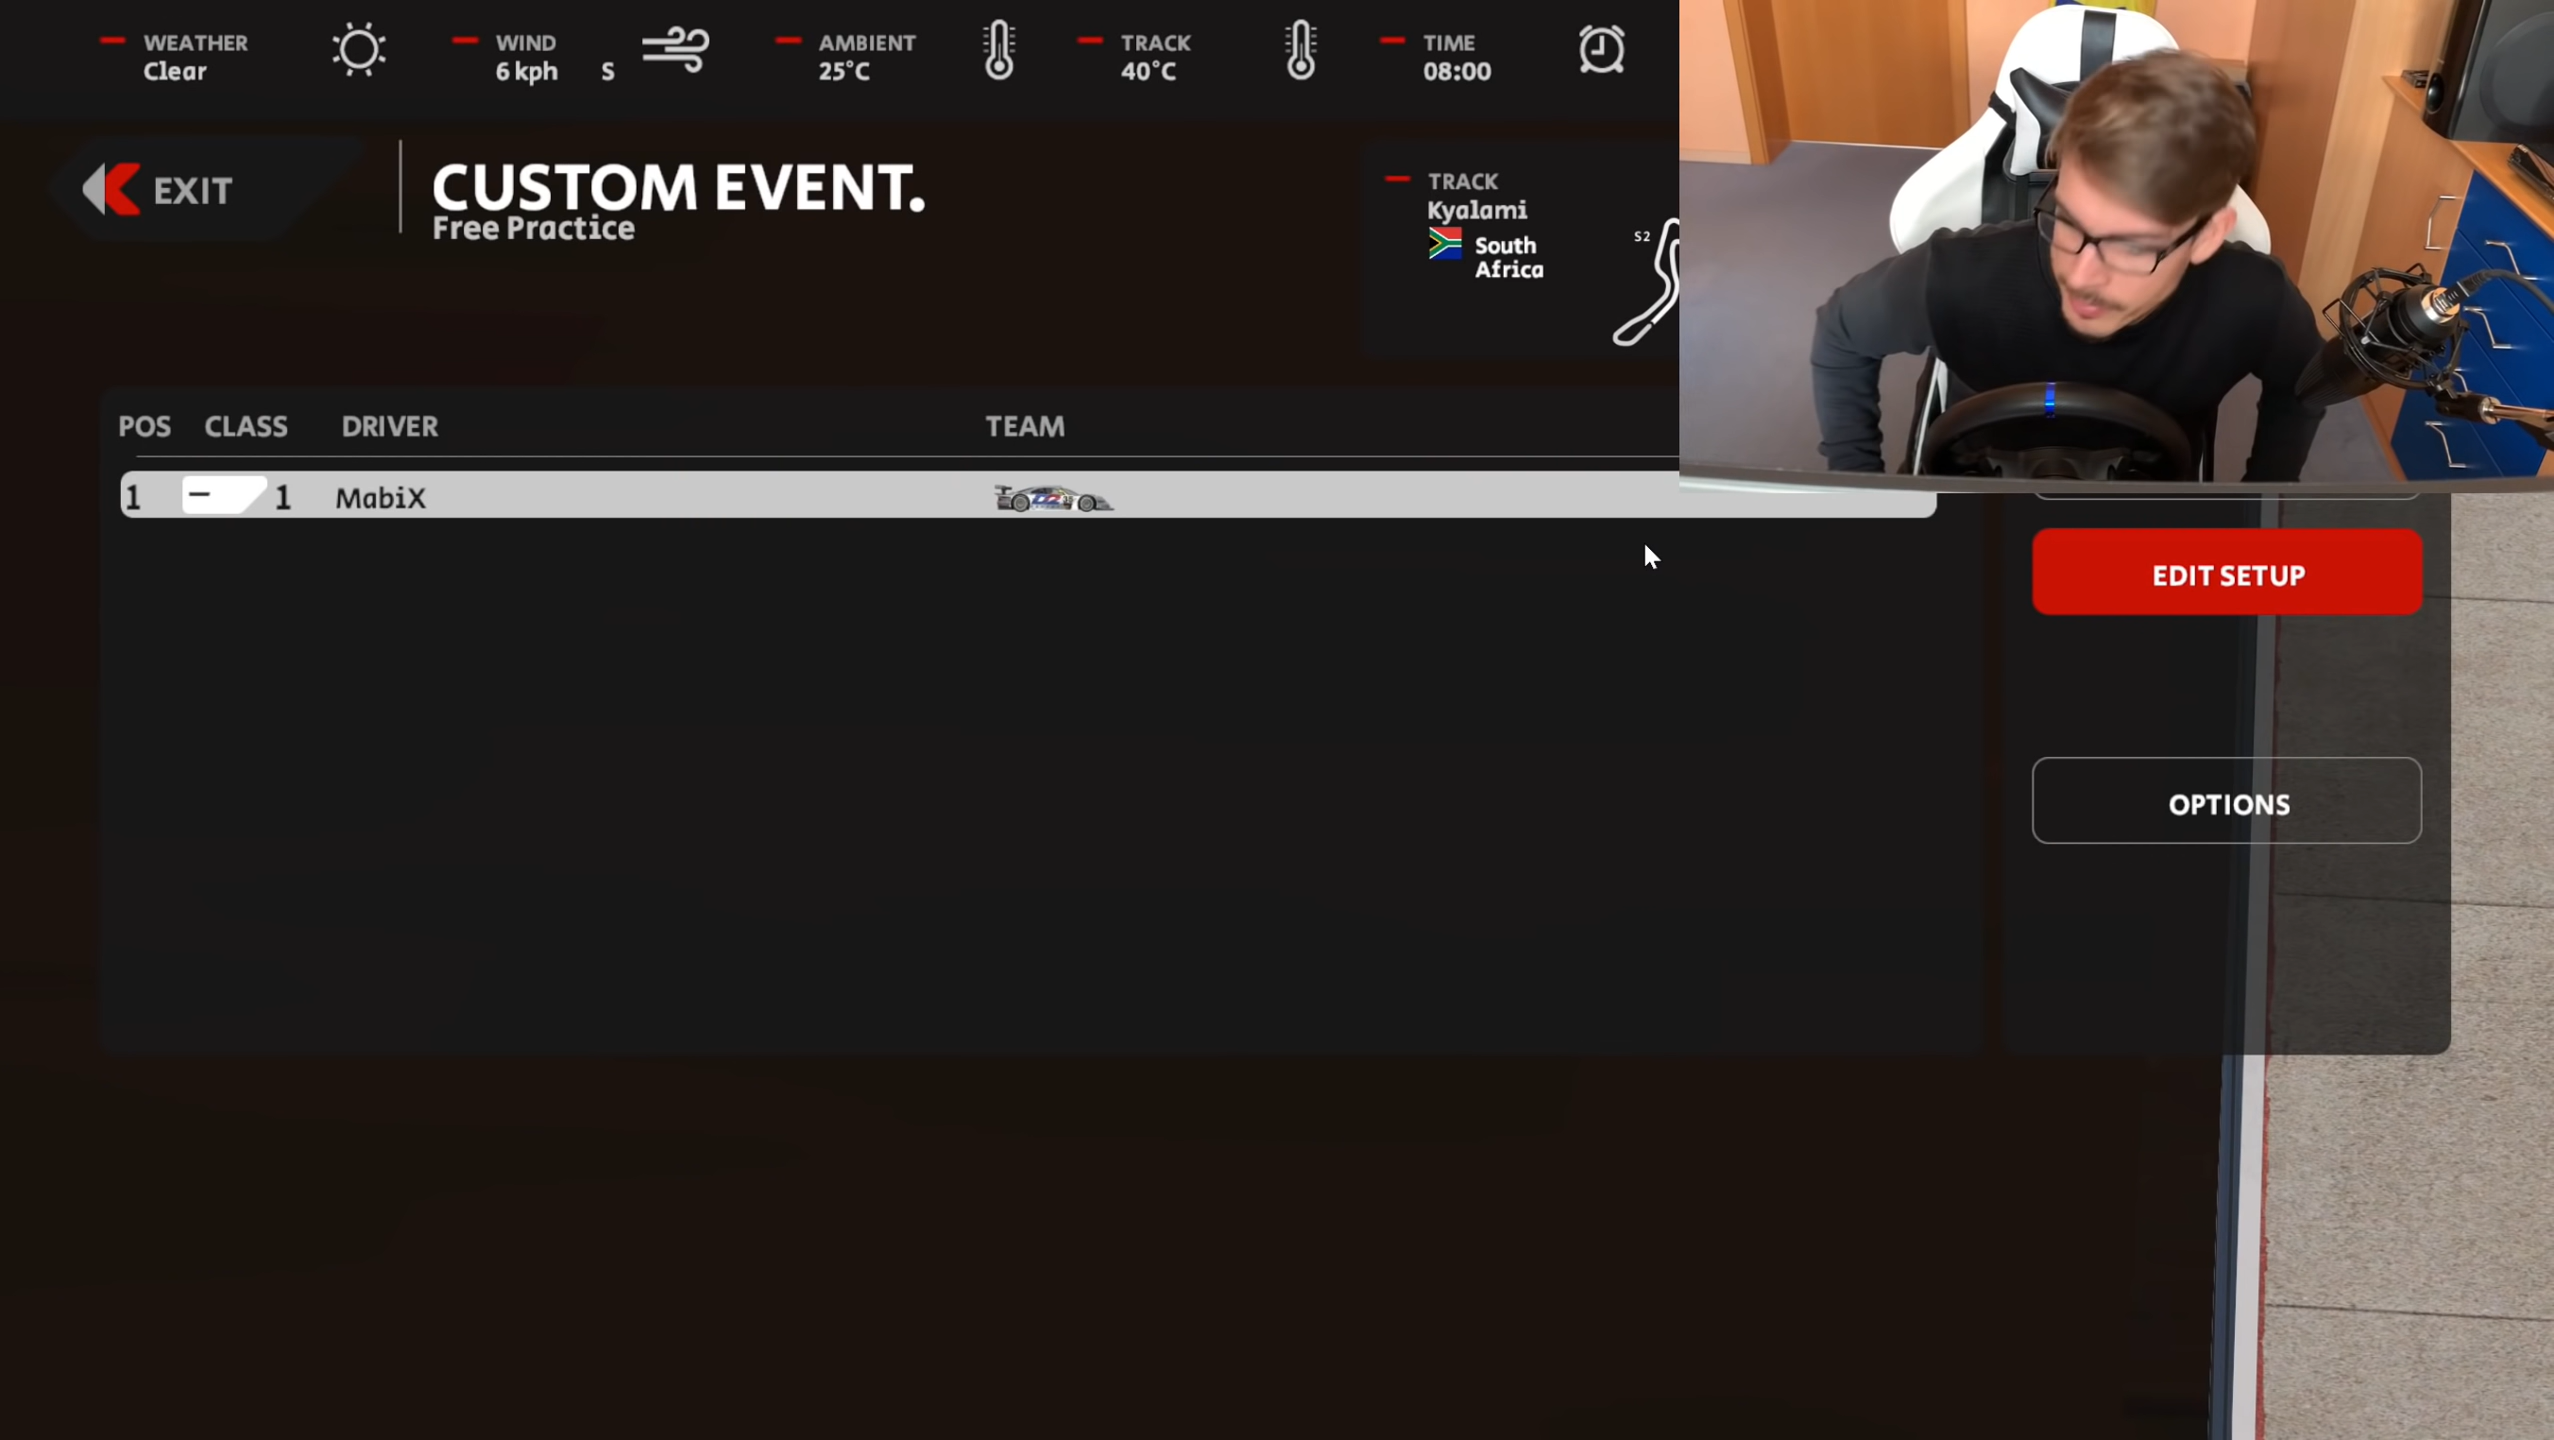 WEATHER
Clear
WIND
6 kph S
AMBIENT
25°C
TRACK
40°C
TIME
08:00
EXIT
CUSTOM EVENT.
Free Practice
TRACK
Kyalami
South
Africa
S2
POS CLASS DRIVER TEAM
1 – 1 MabiX
EDIT SETUP
OPTIONS